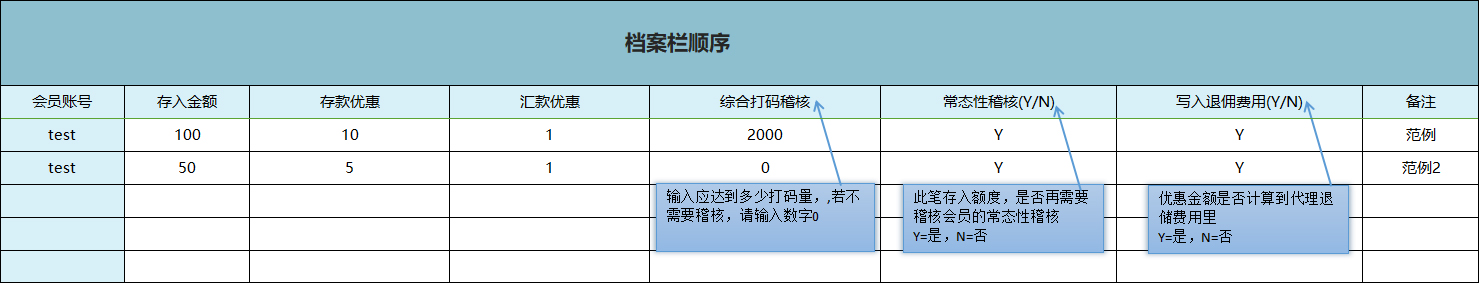 档案栏顺序
会员账号 存入金额 存款优惠 汇款优惠 综合打码稽核 常态性稽核(Y/N) 写入退佣费用(Y/N) 备注
test 100 10 1 2000 Y Y 范例
test 50 5 1 0 Y Y 范例2
输入应达到多少打码量，,若不
需要稽核，请输入数字0
此笔存入额度，是否再需要
稽核会员的常态性稽核
Y=是，N=否
优惠金额是否计算到代理退
储费用里
Y=是，N=否